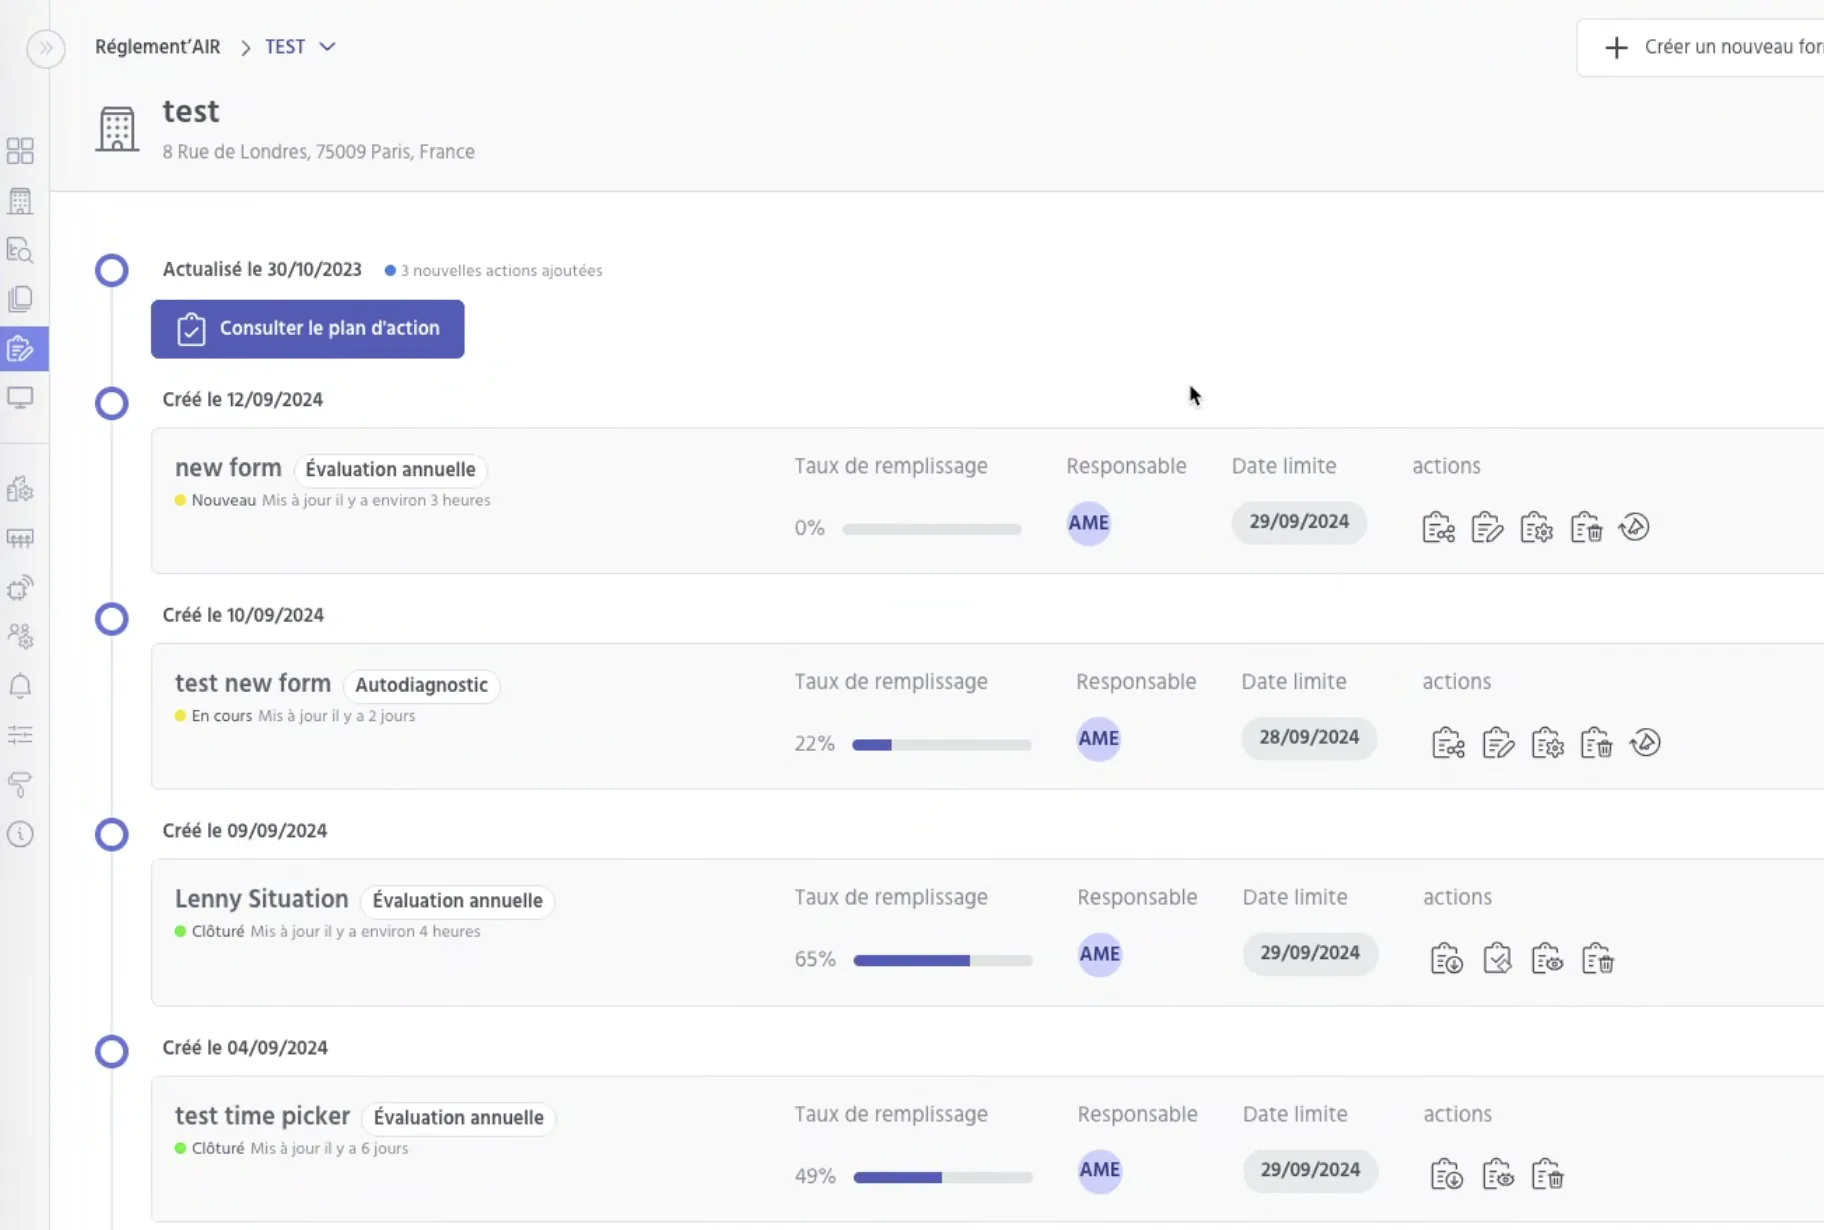 Réglement’AIR > TEST
Créer un nouveau for
test
8 Rue de Londres, 75009 Paris, France
Actualisé le 30/10/2023 3 nouvelles actions ajoutées
Consulter le plan d'action
Créé le 12/09/2024
new form Évaluation annuelle
Nouveau Mis à jour il y a environ 3 heures
Taux de remplissage Responsable Date limite actions
0% AME 29/09/2024
Créé le 10/09/2024
test new form Autodiagnostic
En cours Mis à jour il y a 2 jours
Taux de remplissage Responsable Date limite actions
22% AME 28/09/2024
Créé le 09/09/2024
Lenny Situation Évaluation annuelle
Clôturé Mis à jour il y a environ 4 heures
Taux de remplissage Responsable Date limite actions
65% AME 29/09/2024
Créé le 04/09/2024
test time picker Évaluation annuelle
Clôturé Mis à jour il y a 6 jours
Taux de remplissage Responsable Date limite actions
49% AME 29/09/2024